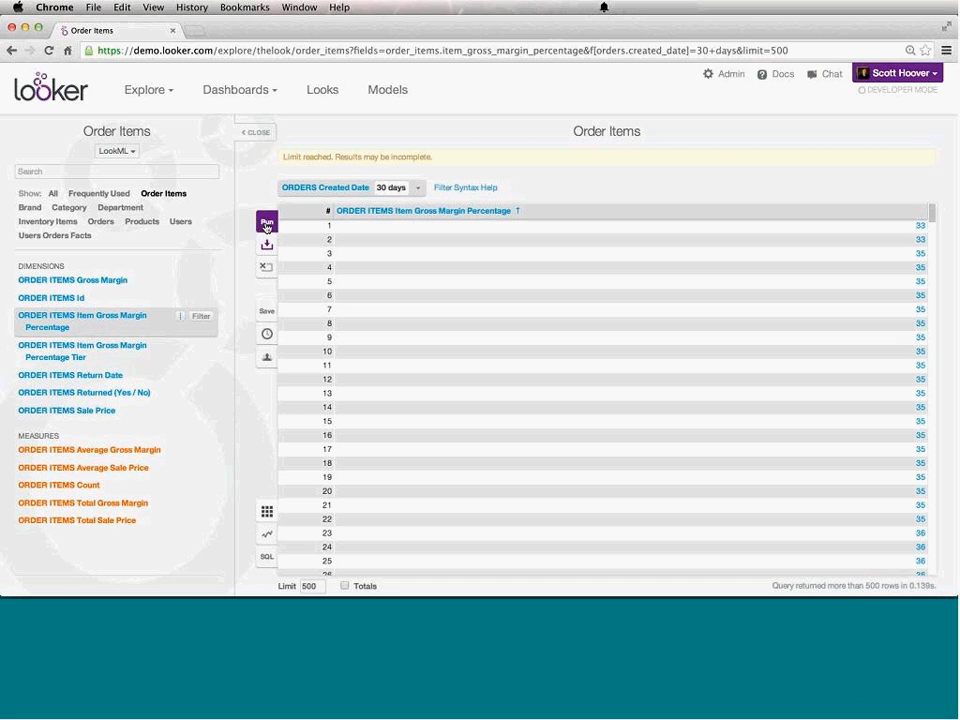 Chrome File Edit View History Bookmarks Window Help
Order Items
https://demo.looker.com/explore/thelook/order_items?fields=order_items.item_gross_margin_percentage&f[orders.created_date]=30+days&limit=500
looker Explore Dashboards Looks Models Admin Docs Chat Scott Hoover
DEVELOPER MODE
Order Items CLOSE Order Items
LookML
Limit reached. Results may be incomplete.
Search
Show: All Frequently Used Order Items
Brand Category Department
Inventory Items Orders Products Users
Users Orders Facts
DIMENSIONS
ORDER ITEMS Gross Margin
ORDER ITEMS Id
ORDER ITEMS Item Gross Margin Filter
Percentage
ORDER ITEMS Item Gross Margin
Percentage Tier
ORDER ITEMS Return Date
ORDER ITEMS Returned (Yes / No)
ORDER ITEMS Sale Price
MEASURES
ORDER ITEMS Average Gross Margin
ORDER ITEMS Average Sale Price
ORDER ITEMS Count
ORDER ITEMS Total Gross Margin
ORDER ITEMS Total Sale Price
Run
Save
SQL
ORDERS Created Date 30 days Filter Syntax Help
# ORDER ITEMS Item Gross Margin Percentage ↑
1 33
2 33
3 35
4 35
5 35
6 35
7 35
8 35
9 35
10 35
11 35
12 35
13 35
14 35
15 35
16 35
17 35
18 35
19 35
20 35
21 35
22 35
23 36
24 36
25 36
26 36
Limit 500 Totals Query returned more than 500 rows in 0.139s.